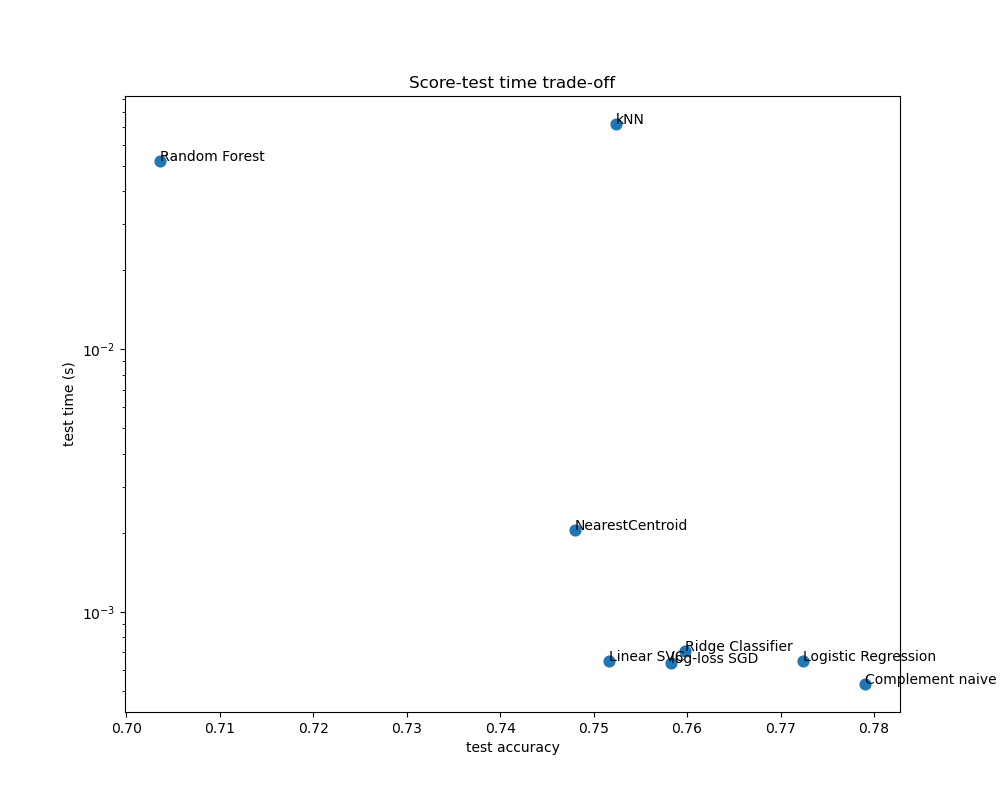 Score-test time trade-off
kNN
Random Forest
10⁻²
test time (s)
NearestCentroid
10⁻³
Ridge Classifier
Linear SVC
log-loss SGD
Logistic Regression
Complement naive
0.70 0.71 0.72 0.73 0.74 0.75 0.76 0.77 0.78
test accuracy